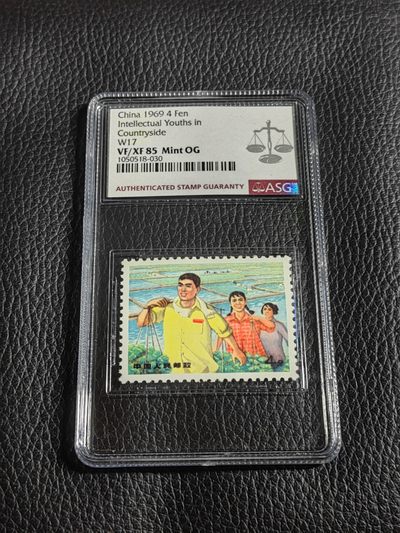 China 1969 4 Fen
Intellectual Youths in
Countryside
W17
VF/XF 85 Mint OG
1050518-030
AUTHENTICATED STAMP GUARANTY
ASG
中国人民邮政